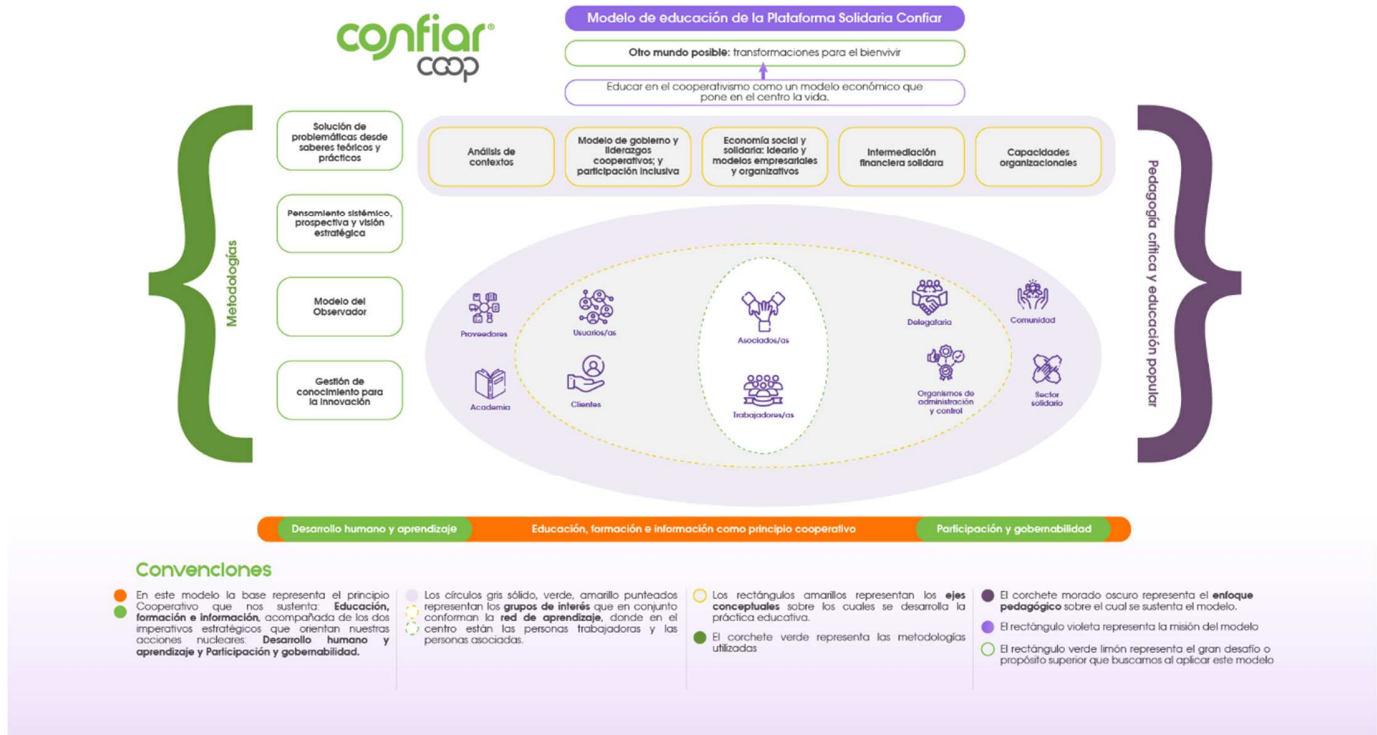 confiar®
coop
Modelo de educación de la Plataforma Solidaria Confiar
Otro mundo posible: transformaciones para el bienvivir
Educar en el cooperativismo como un modelo económico que
pone en el centro la vida.
Metodologías
Solución de
problemáticas desde
saberes teóricos y
prácticos
Pensamiento sistémico,
prospectiva y visión
estratégica
Modelo del
Observador
Gestión de
conocimiento para
la innovación
Análisis de
contextos
Modelo de gobierno y
liderazgos
cooperativos; y
participación inclusiva
Economía social y
solidaria: ideario y
modelos empresariales
y organizativos
Intermediación
financiera solidara
Capacidades
organizacionales
Proveedores
Usuarios/as
Asociados/as
Delegataria
Comunidad
Academia
Clientes
Trabajadores/as
Organismos de
administración
y control
Sector
solidario
Pedagogía crítica y educación popular
Desarrollo humano y aprendizaje
Educación, formación e información como principio cooperativo
Participación y gobernabilidad
Convenciones
En este modelo la base representa el principio
Cooperativo que nos sustenta: Educación,
formación e información, acompañada de los dos
imperativos estratégicos que orientan nuestras
acciones nucleares: Desarrollo humano y
aprendizaje y Participación y gobernabilidad.
Los círculos gris sólido, verde, amarillo punteados
representan los grupos de interés que en conjunto
conforman la red de aprendizaje, donde en el
centro están las personas trabajadoras y las
personas asociadas.
Los rectángulos amarillos representan los ejes
conceptuales sobre los cuales se desarrolla la
práctica educativa.
El corchete verde representa las metodologías
utilizadas
El corchete morado oscuro representa el enfoque
pedagógico sobre el cual se sustenta el modelo.
El rectángulo violeta representa la misión del modelo
El rectángulo verde limón representa el gran desafío o
propósito superior que buscamos al aplicar este modelo